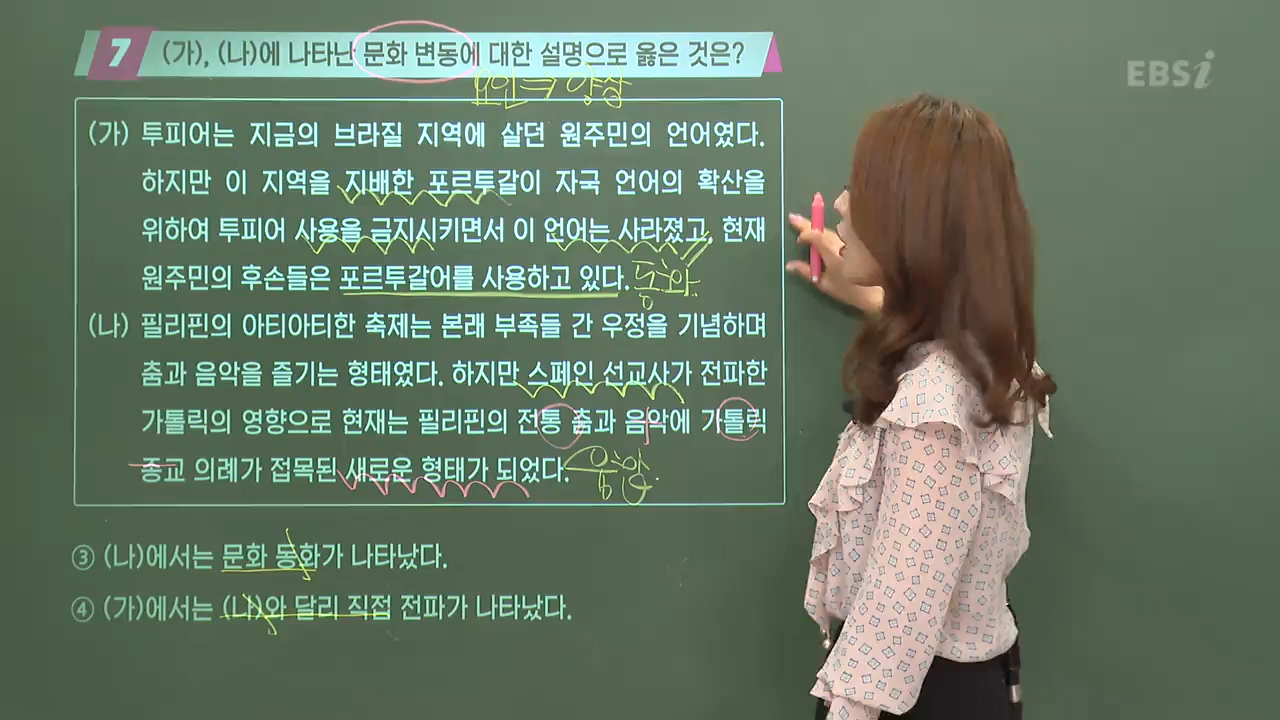 7 (가), (나)에 나타난 문화 변동에 대한 설명으로 옳은 것은?
EBSi
요인 ⇒ 양상
(가) 투피어는 지금의 브라질 지역에 살던 원주민의 언어였다.
하지만 이 지역을 지배한 포르투갈이 자국 언어의 확산을
위하여 투피어 사용을 금지시키면서 이 언어는 사라졌고, 현재
원주민의 후손들은 포르투갈어를 사용하고 있다. 동화
(나) 필리핀의 아티아티한 축제는 본래 부족들 간 우정을 기념하며
춤과 음악을 즐기는 형태였다. 하지만 스페인 선교사가 전파한
가톨릭의 영향으로 현재는 필리핀의 전통 춤과 음악에 가톨릭
종교 의례가 접목된 새로운 형태가 되었다.
③ (나)에서는 문화 동화가 나타났다.
④ (가)에서는 (나)와 달리 직접 전파가 나타났다.